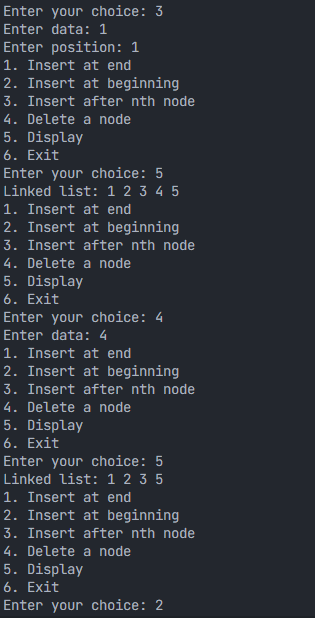 Enter your choice: 3
Enter data: 1
Enter position: 1
1. Insert at end
2. Insert at beginning
3. Insert after nth node
4. Delete a node
5. Display
6. Exit
Enter your choice: 5
Linked list: 1 2 3 4 5
1. Insert at end
2. Insert at beginning
3. Insert after nth node
4. Delete a node
5. Display
6. Exit
Enter your choice: 4
Enter data: 4
1. Insert at end
2. Insert at beginning
3. Insert after nth node
4. Delete a node
5. Display
6. Exit
Enter your choice: 5
Linked list: 1 2 3 5
1. Insert at end
2. Insert at beginning
3. Insert after nth node
4. Delete a node
5. Display
6. Exit
Enter your choice: 2